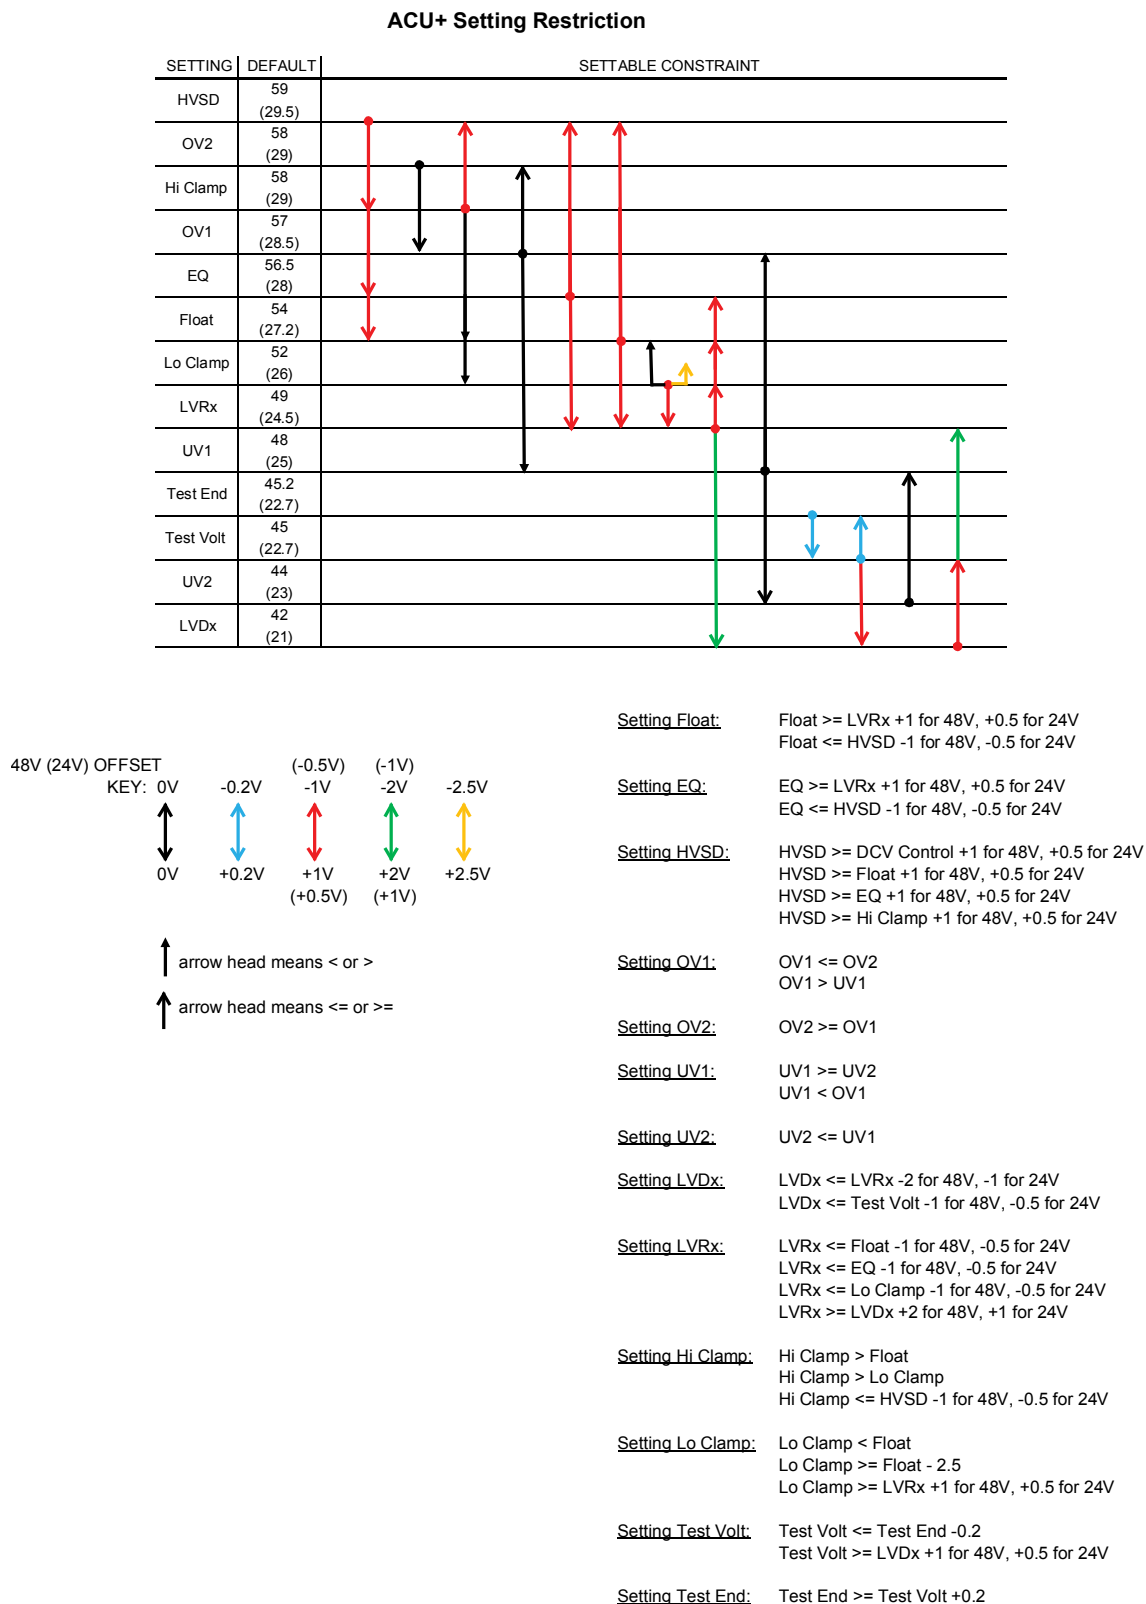 ACU+ Setting Restriction
SETTING DEFAULT SETTABLE CONSTRAINT
HVSD 59
(29.5)
OV2 58
(29)
Hi Clamp 58
(29)
OV1 57
(28.5)
EQ 56.5
(28)
Float 54
(27.2)
Lo Clamp 52
(26)
LVRx 49
(24.5)
UV1 48
(25)
Test End 45.2
(22.7)
Test Volt 45
(22.7)
UV2 44
(23)
LVDx 42
(21)
48V (24V) OFFSET (-0.5V) (-1V)
KEY: 0V -0.2V -1V -2V -2.5V
0V +0.2V +1V +2V +2.5V
(+0.5V) (+1V)
arrow head means < or >
arrow head means <= or >=
Setting Float: Float >= LVRx +1 for 48V, +0.5 for 24V
Float <= HVSD -1 for 48V, -0.5 for 24V
Setting EQ: EQ >= LVRx +1 for 48V, +0.5 for 24V
EQ <= HVSD -1 for 48V, -0.5 for 24V
Setting HVSD: HVSD >= DCV Control +1 for 48V, +0.5 for 24V
HVSD >= Float +1 for 48V, +0.5 for 24V
HVSD >= EQ +1 for 48V, +0.5 for 24V
HVSD >= Hi Clamp +1 for 48V, +0.5 for 24V
Setting OV1: OV1 <= OV2
OV1 > UV1
Setting OV2: OV2 >= OV1
Setting UV1: UV1 >= UV2
UV1 < OV1
Setting UV2: UV2 <= UV1
Setting LVDx: LVDx <= LVRx -2 for 48V, -1 for 24V
LVDx <= Test Volt -1 for 48V, -0.5 for 24V
Setting LVRx: LVRx <= Float -1 for 48V, -0.5 for 24V
LVRx <= EQ -1 for 48V, -0.5 for 24V
LVRx <= Lo Clamp -1 for 48V, -0.5 for 24V
LVRx >= LVDx +2 for 48V, +1 for 24V
Setting Hi Clamp: Hi Clamp > Float
Hi Clamp > Lo Clamp
Hi Clamp <= HVSD -1 for 48V, -0.5 for 24V
Setting Lo Clamp: Lo Clamp < Float
Lo Clamp >= Float - 2.5
Lo Clamp >= LVRx +1 for 48V, +0.5 for 24V
Setting Test Volt: Test Volt <= Test End -0.2
Test Volt >= LVDx +1 for 48V, +0.5 for 24V
Setting Test End: Test End >= Test Volt +0.2